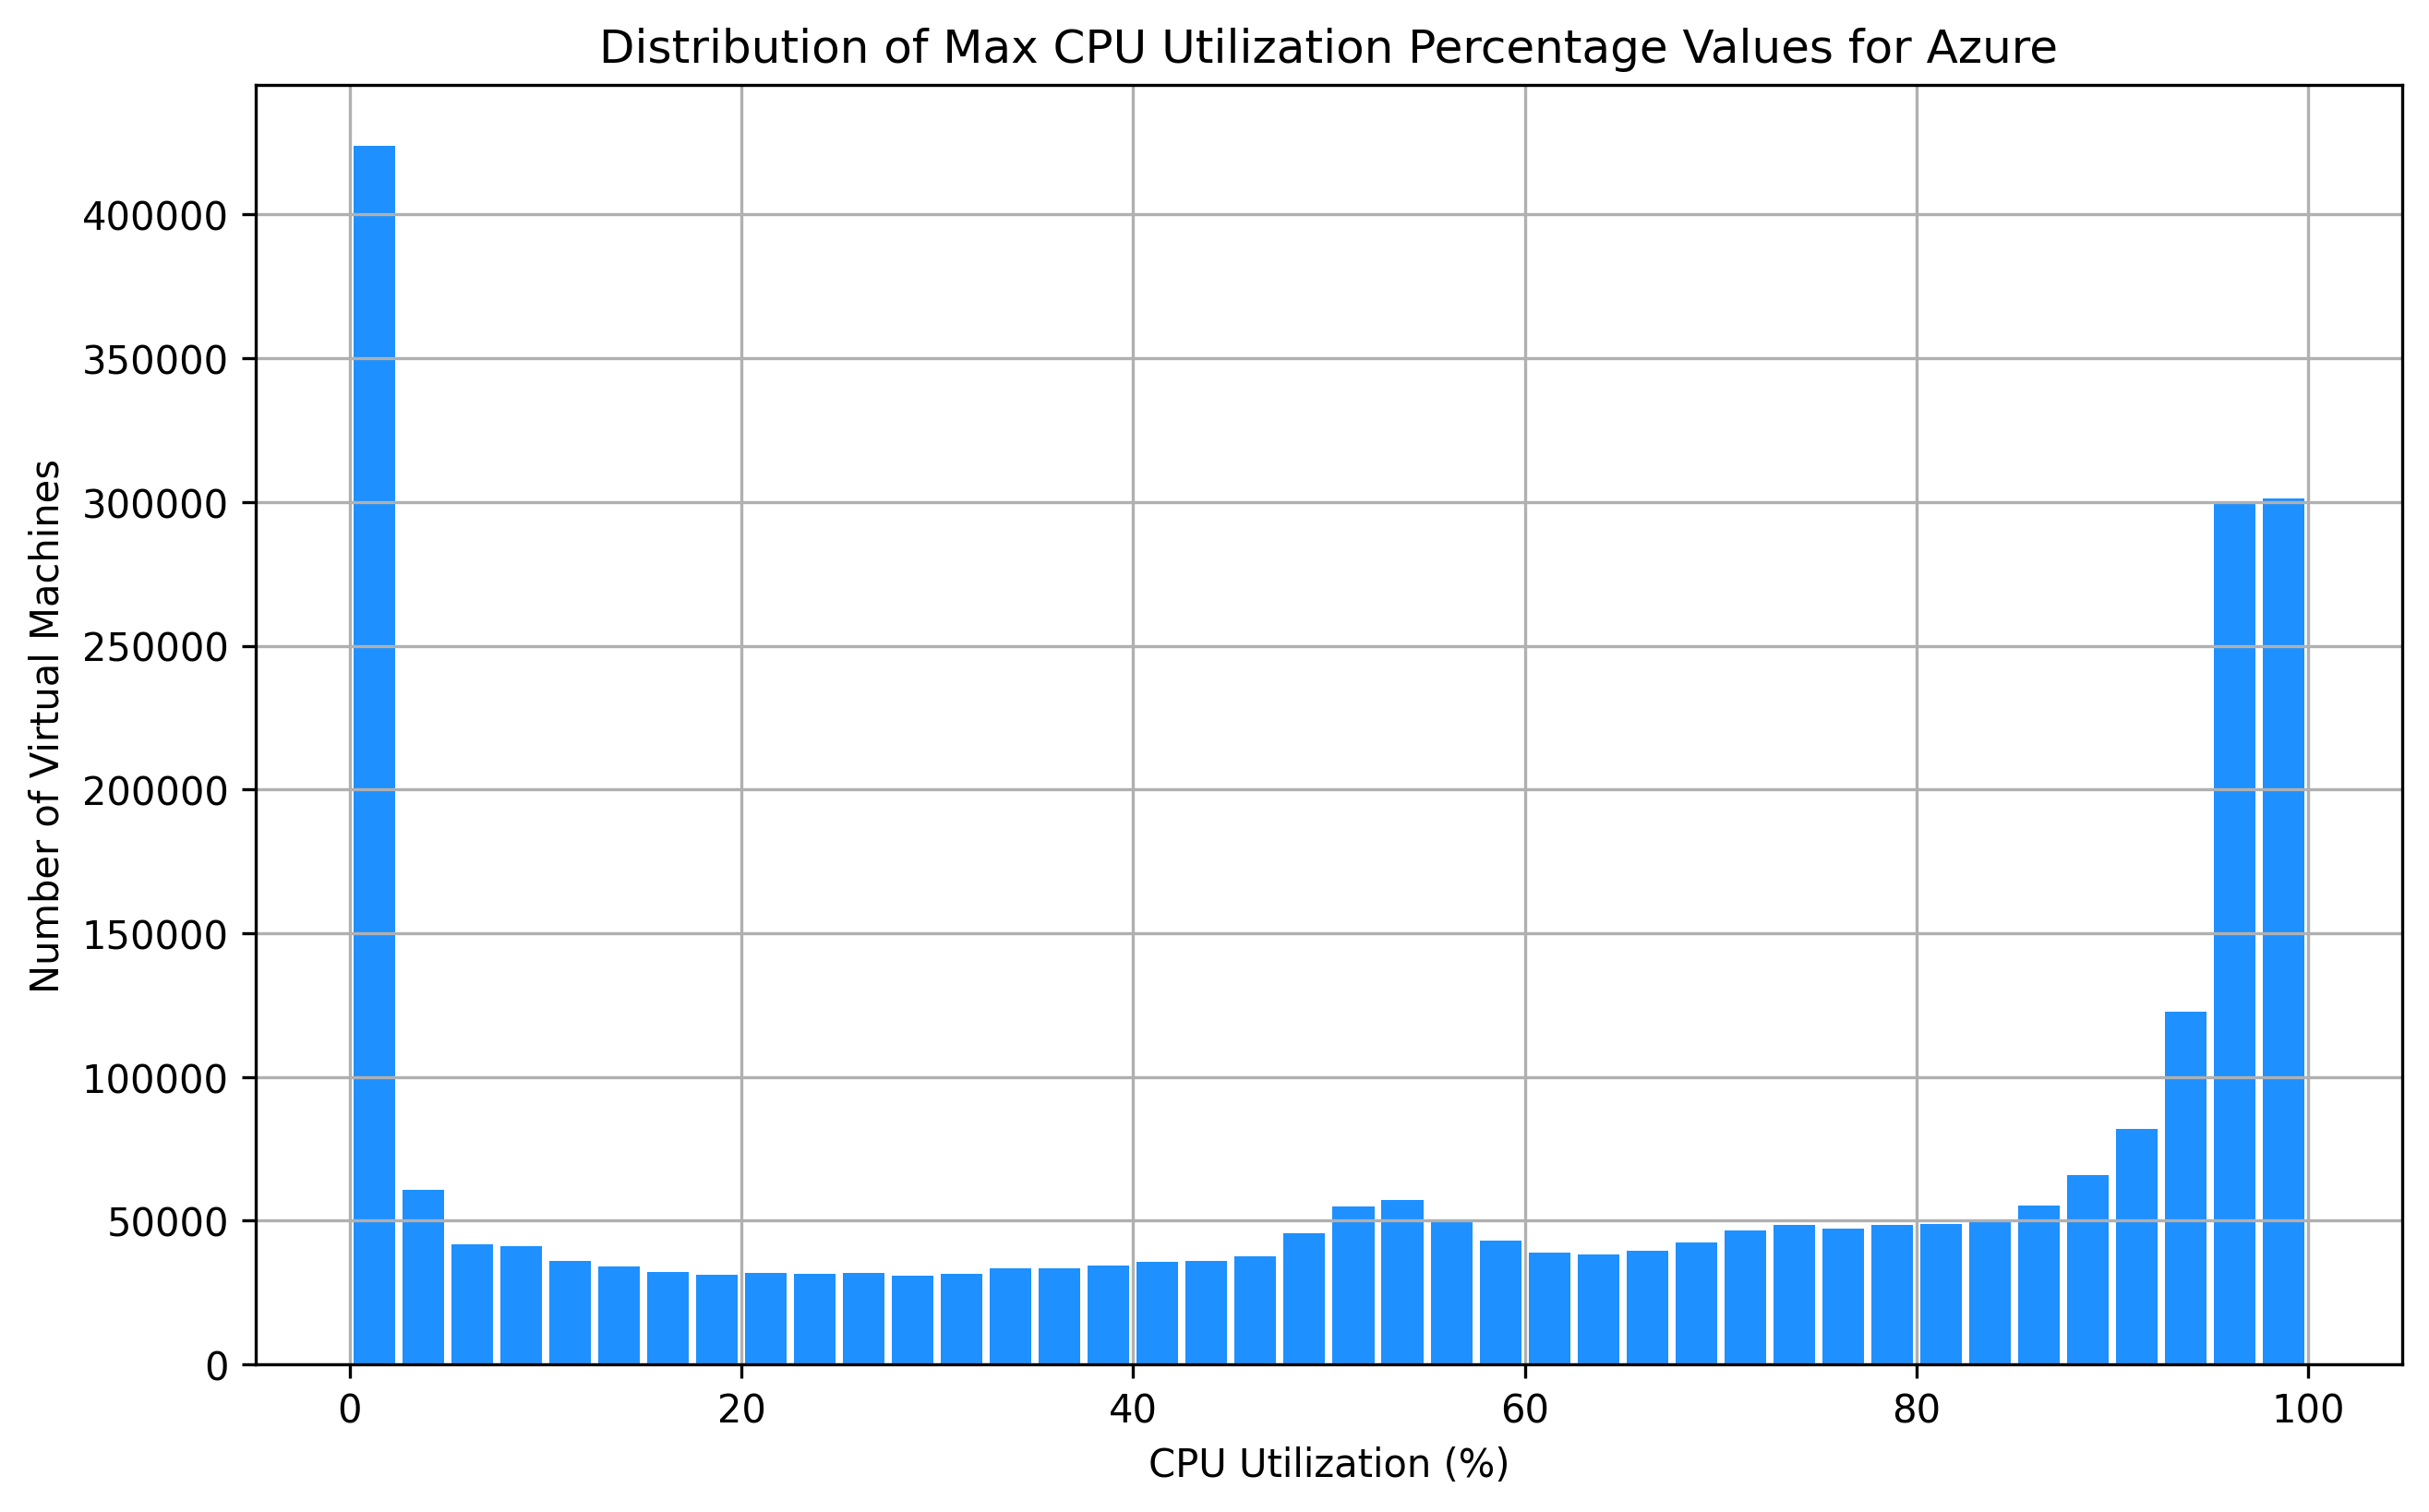 Distribution of Max CPU Utilization Percentage Values for Azure
Number of Virtual Machines
400000
350000
300000
250000
200000
150000
100000
50000
0
0 20 40 60 80 100
CPU Utilization (%)